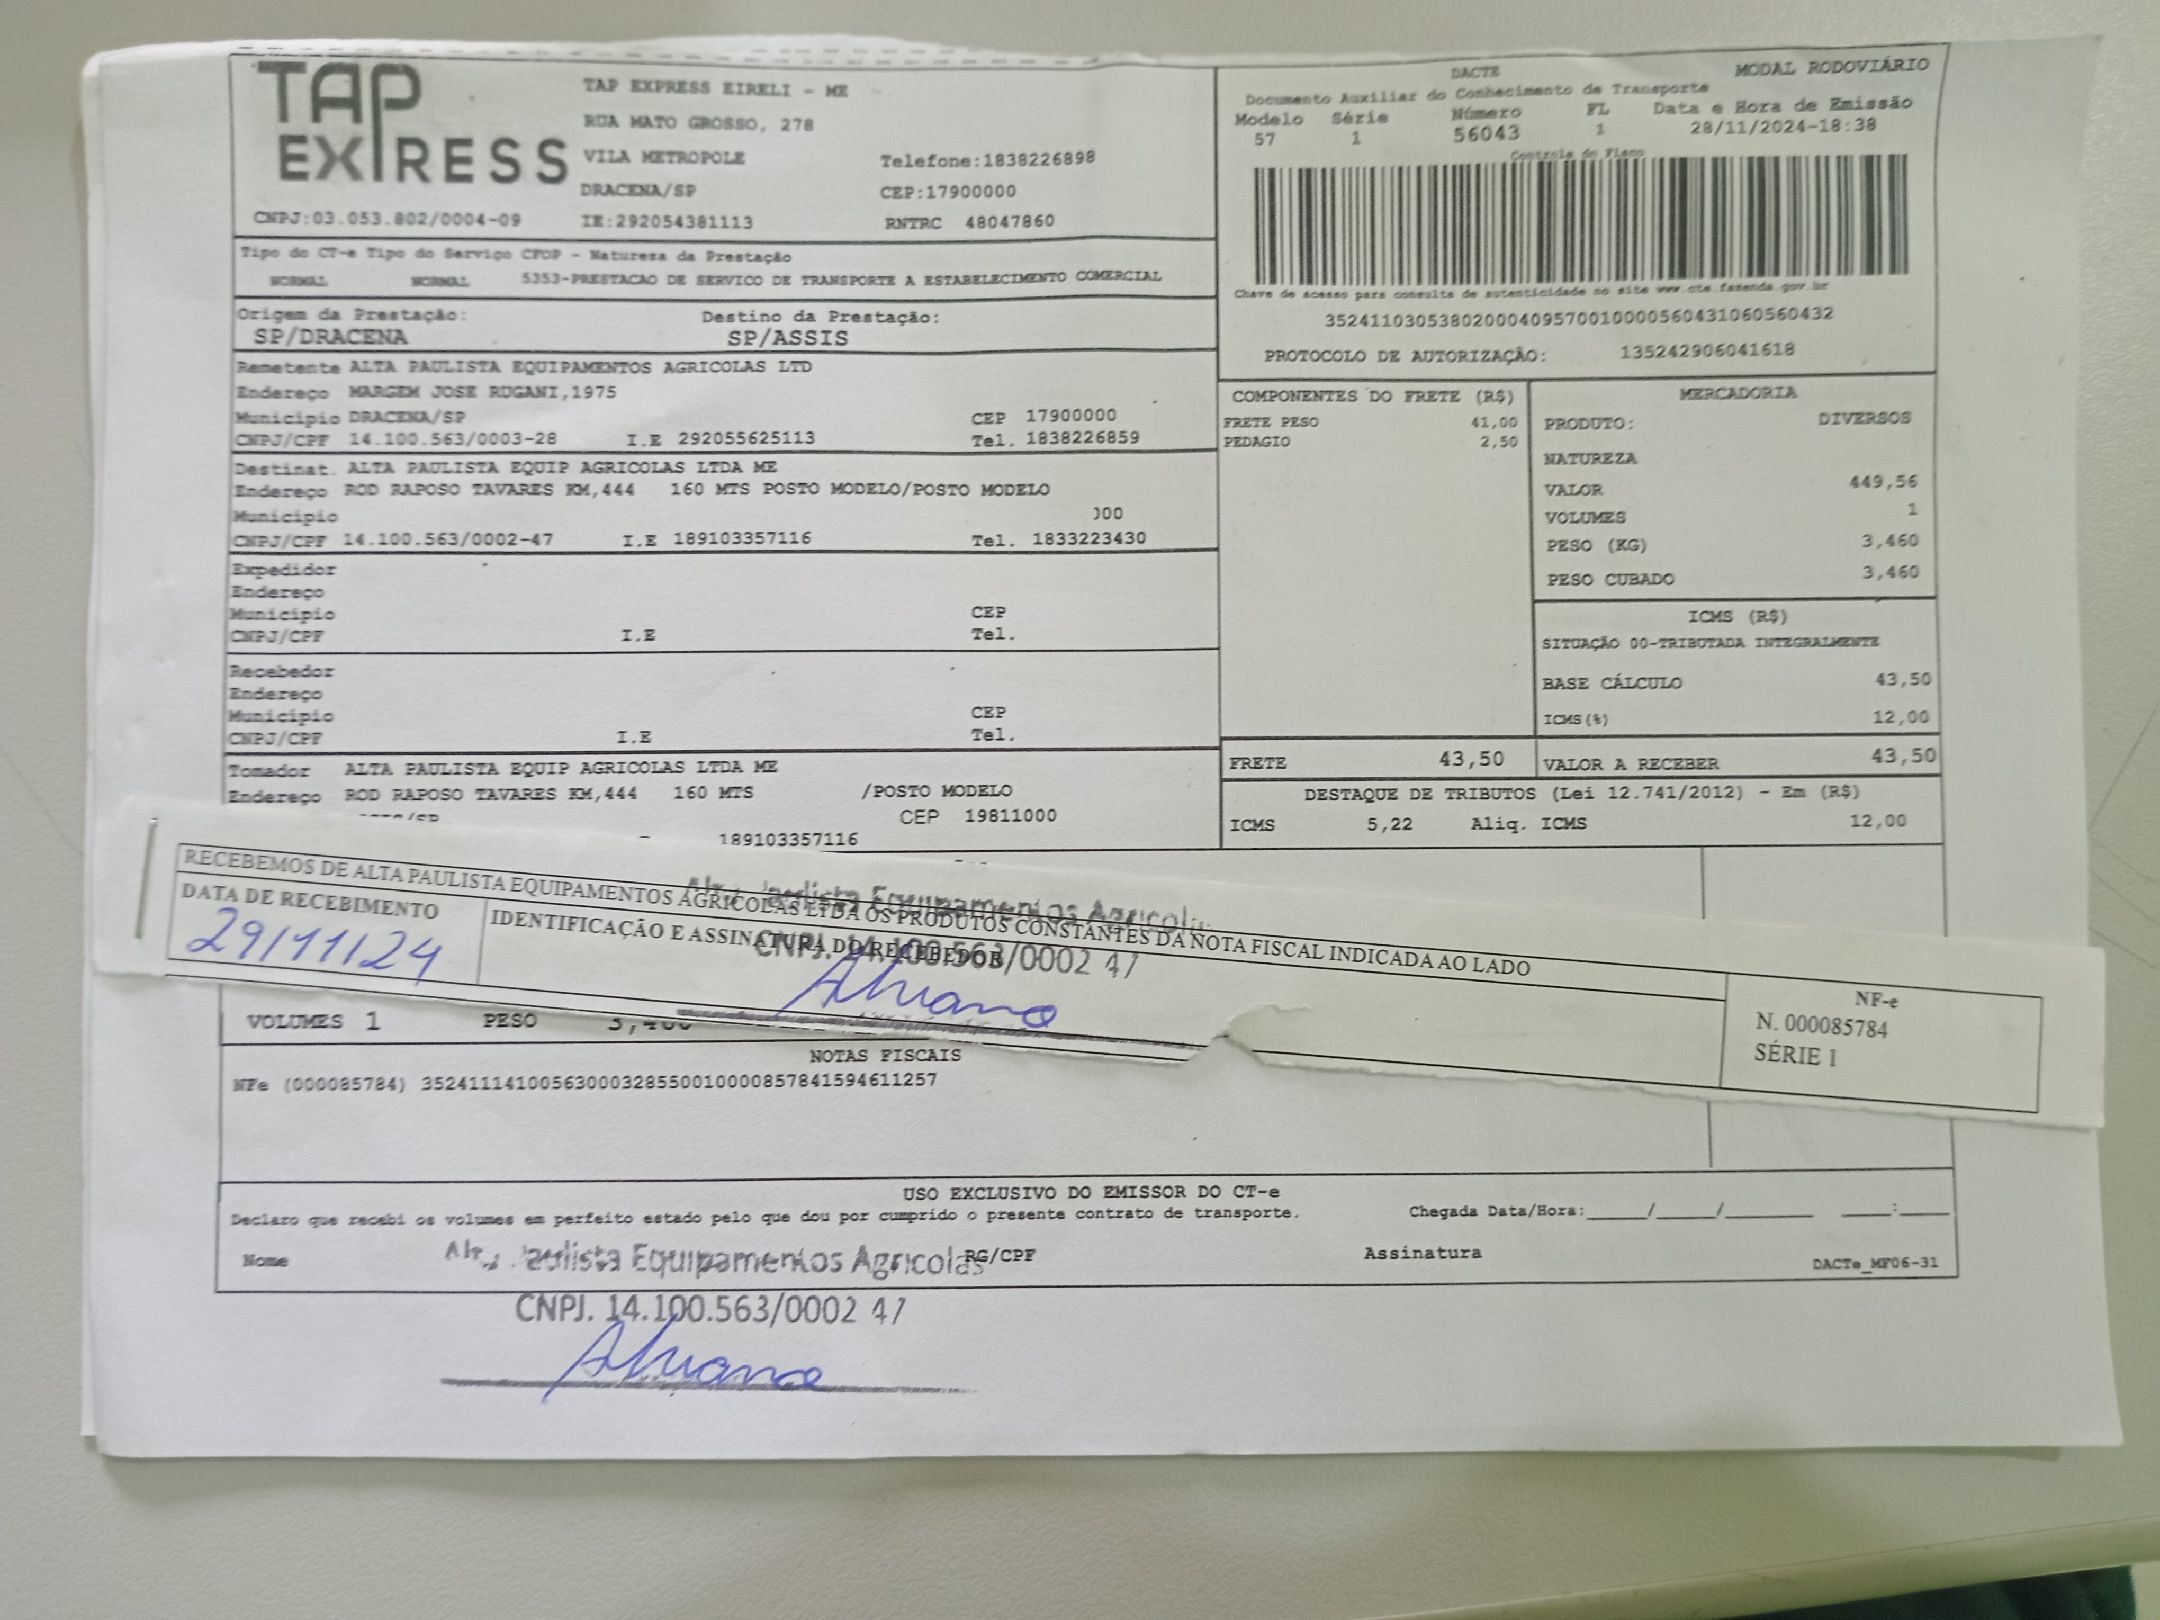 TAP EXPRESS
TAP EXPRESS EIRELI - ME
RUA MATO GROSSO, 278
VILA METROPOLE Telefone:1838226898
DRACENA/SP CEP:17900000
CNPJ:03.053.802/0004-09 IE:292054381113 RNTRC 48047860
DACTE MODAL RODOVIÁRIO
Documento Auxiliar do Conhecimento de Transporte
Modelo Série Número FL Data e Hora de Emissão
57 1 56043 1 28/11/2024-18:38
Controle do Fisco
Chave de acesso para consulta de autenticidade no site www.cte.fazenda.gov.br
35241103053802000409570010000560431060560432
PROTOCOLO DE AUTORIZAÇÃO: 135242906041618
Tipo do CT-e Tipo do Serviço CFOP - Natureza da Prestação
NORMAL NORMAL 5353-PRESTACAO DE SERVICO DE TRANSPORTE A ESTABELECIMENTO COMERCIAL
Origem da Prestação: Destino da Prestação:
SP/DRACENA SP/ASSIS
Remetente ALTA PAULISTA EQUIPAMENTOS AGRICOLAS LTD
Endereço MARGEM JOSE RUGANI,1975
Município DRACENA/SP CEP 17900000
CNPJ/CPF 14.100.563/0003-28 I.E 292055625113 Tel. 1838226859
Destinat. ALTA PAULISTA EQUIP AGRICOLAS LTDA ME
Endereço ROD RAPOSO TAVARES KM,444 160 MTS POSTO MODELO/POSTO MODELO
Município 000
CNPJ/CPF 14.100.563/0002-47 I.E 189103357116 Tel. 1833223430
Expedidor
Endereço
Município CEP
CNPJ/CPF I.E Tel.
Recebedor
Endereço
Município CEP
CNPJ/CPF I.E Tel.
Tomador ALTA PAULISTA EQUIP AGRICOLAS LTDA ME
Endereço ROD RAPOSO TAVARES KM,444 160 MTS /POSTO MODELO
CEP 19811000
189103357116
COMPONENTES DO FRETE (R$)
FRETE PESO 41,00
PEDAGIO 2,50
MERCADORIA
PRODUTO: DIVERSOS
NATUREZA
VALOR 449,56
VOLUMES 1
PESO (KG) 3,460
PESO CUBADO 3,460
ICMS (R$)
SITUAÇÃO 00-TRIBUTADA INTEGRALMENTE
BASE CÁLCULO 43,50
ICMS(%) 12,00
FRETE 43,50 VALOR A RECEBER 43,50
DESTAQUE DE TRIBUTOS (Lei 12.741/2012) - Em (R$)
ICMS 5,22 Aliq. ICMS 12,00
RECEBEMOS DE ALTA PAULISTA EQUIPAMENTOS AGRICOLAS LTDA OS PRODUTOS CONSTANTES DA NOTA FISCAL INDICADA AO LADO
DATA DE RECEBIMENTO IDENTIFICAÇÃO E ASSINATURA DO RECEBEDOR
29/11/24
Paulista Equipamentos Agricol
CNPJ. 14.100.563/0002 47
NF-e
N. 000085784
SÉRIE 1
VOLUMES 1 PESO
NOTAS FISCAIS
NFe (000085784) 35241114100563000328550010000857841594611257
USO EXCLUSIVO DO EMISSOR DO CT-e
Declaro que recebi os volumes em perfeito estado pelo que dou por cumprido o presente contrato de transporte. Chegada Data/Hora:_____/_____/_______ ____:____
Nome RG/CPF Assinatura DACTe_MF06-31
Paulista Equipamentos Agricolas
CNPJ. 14.100.563/0002 47